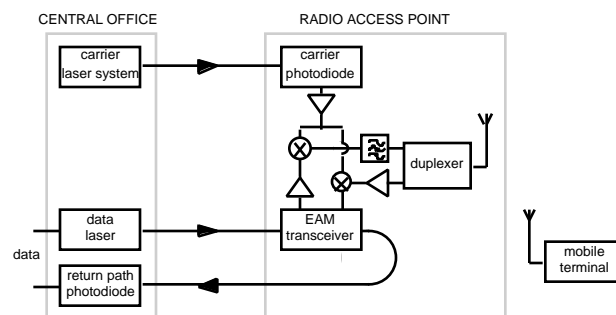 CENTRAL OFFICE
RADIO ACCESS POINT
carrier
laser system
carrier
photodiode
duplexer
data
laser
EAM
transceiver
data
return path
photodiode
mobile
terminal